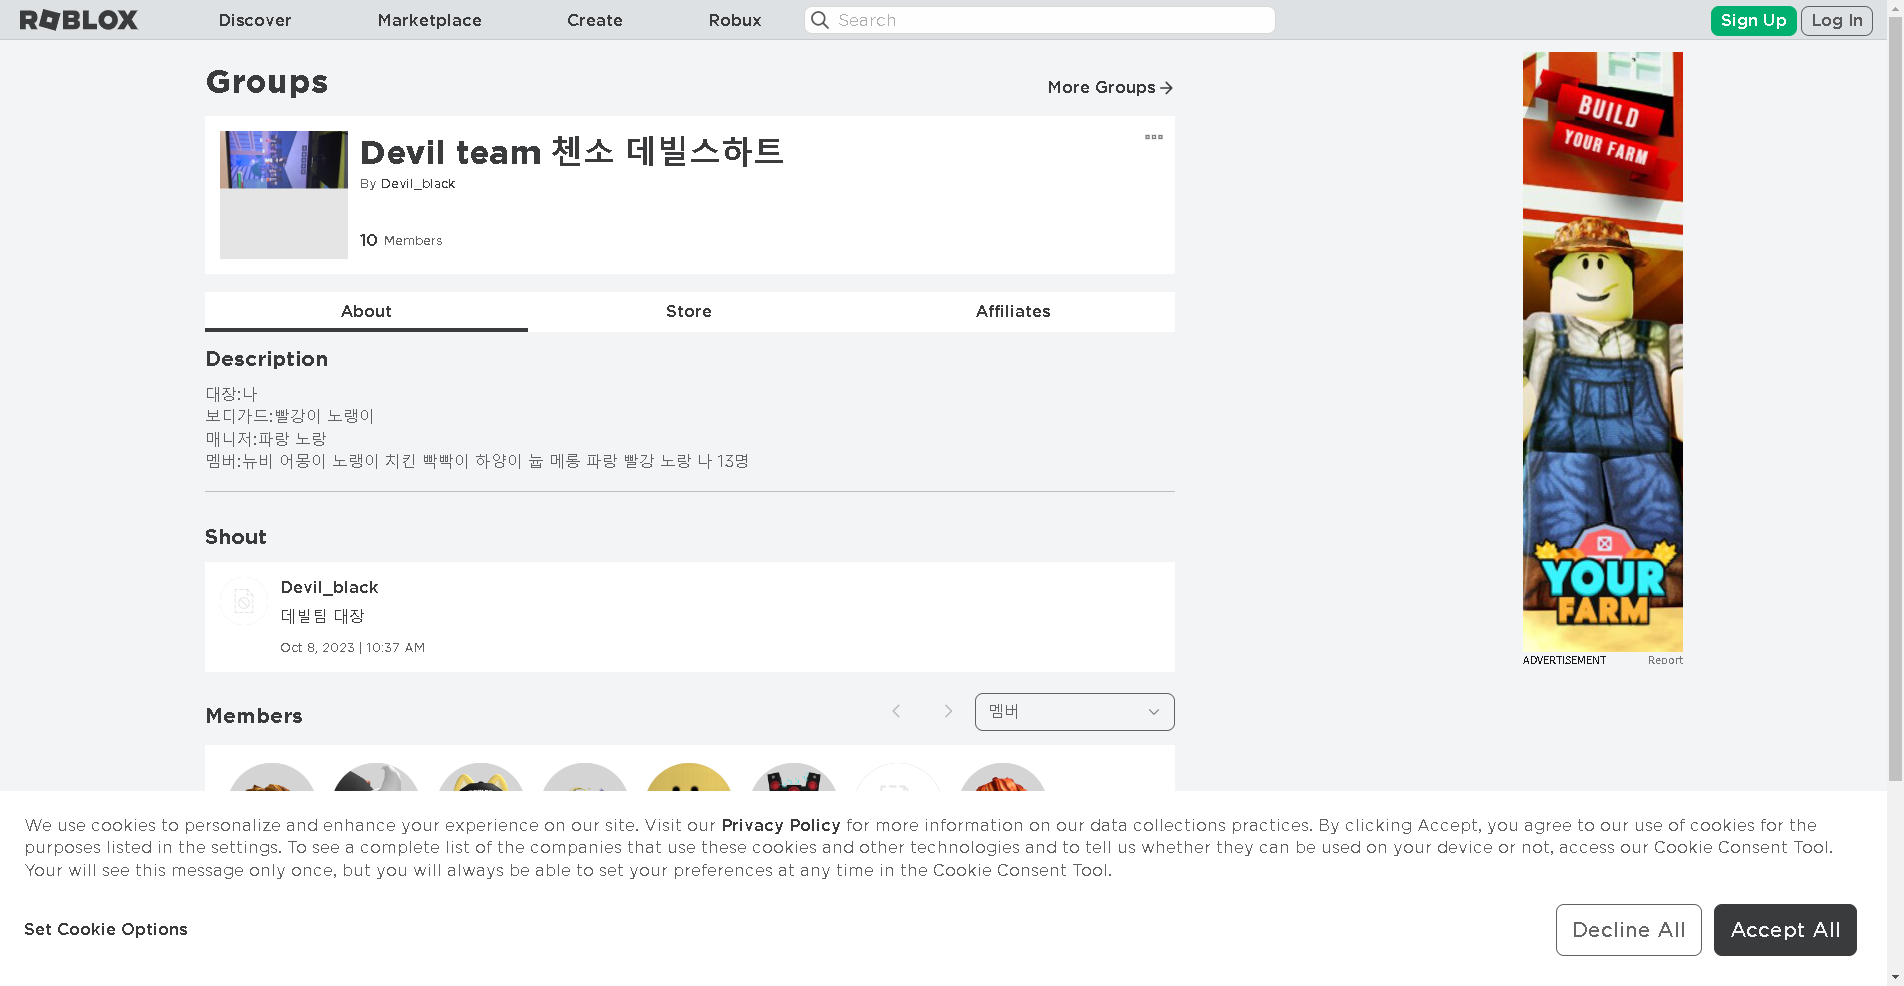 ROBLOX
Discover
Marketplace
Create
Robux
Search
Sign Up
Log In
Groups
More Groups
Devil team 첸소 데빌스하트
By Devil_black
10 Members
About
Store
Affiliates
Description
대장:나
보디가드:빨강이 노랭이
매니저:파랑 노랑
멤버:뉴비 어몽이 노랭이 치킨 빡빡이 하양이 눕 메롱 파랑 빨강 노랑 나 13명
Shout
Devil_black
데빌팀 대장
Oct 8, 2023 | 10:37 AM
Members
멤버
BUILD
YOUR FARM
YOUR
FARM
ADVERTISEMENT
Report
We use cookies to personalize and enhance your experience on our site. Visit our Privacy Policy for more information on our data collections practices. By clicking Accept, you agree to our use of cookies for the
purposes listed in the settings. To see a complete list of the companies that use these cookies and other technologies and to tell us whether they can be used on your device or not, access our Cookie Consent Tool.
Your will see this message only once, but you will always be able to set your preferences at any time in the Cookie Consent Tool.
Set Cookie Options
Decline All
Accept All